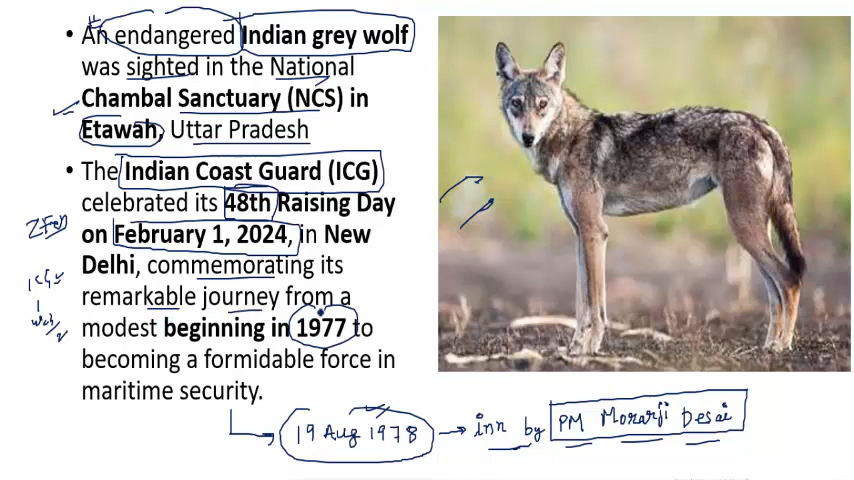 • An endangered Indian grey wolf
was sighted in the National
Chambal Sanctuary (NCS) in
Etawah, Uttar Pradesh
• The Indian Coast Guard (ICG)
celebrated its 48th Raising Day
on February 1, 2024, in New
Delhi, commemorating its
remarkable journey from a
modest beginning in 1977 to
becoming a formidable force in
maritime security.
19 Aug 1978 → inn by PM Morarji Desai